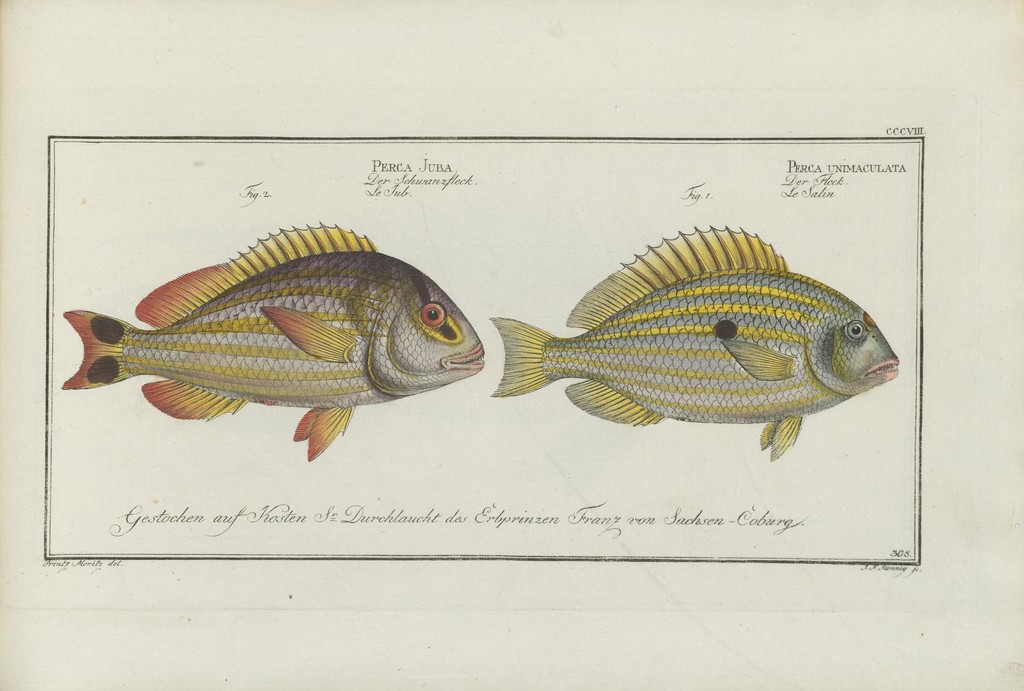 CCCVIII.
PERCA JUBA.
Der Schwanzfleck.
Le Jub.
Fig. 2.
PERCA UNIMACULATA
Der Fleck.
Le Salin.
Fig. 1.
Gestochen auf Kosten Sr. Durchlaucht des Erbprinzen Franz von Sachsen-Coburg.
308.
Printz Moritz del.
J. F. Hennig sc.